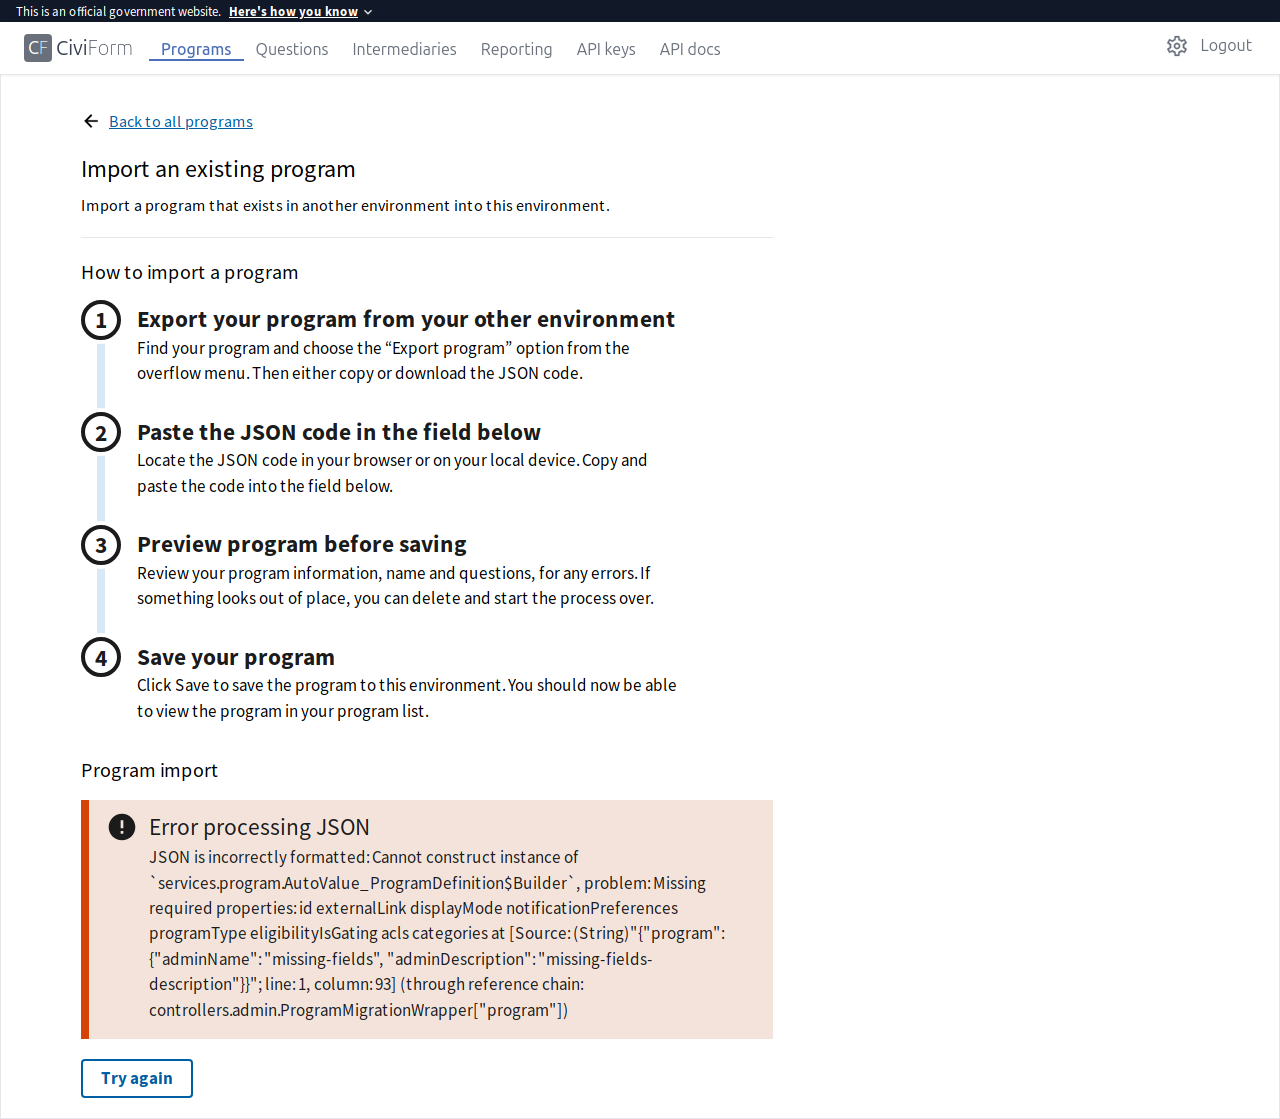 This is an official government website. Here's how you know
CF CiviForm Programs Questions Intermediaries Reporting API keys API docs Logout
Back to all programs
Import an existing program
Import a program that exists in another environment into this environment.
How to import a program
1 Export your program from your other environment
Find your program and choose the “Export program” option from the
overflow menu. Then either copy or download the JSON code.
2 Paste the JSON code in the field below
Locate the JSON code in your browser or on your local device. Copy and
paste the code into the field below.
3 Preview program before saving
Review your program information, name and questions, for any errors. If
something looks out of place, you can delete and start the process over.
4 Save your program
Click Save to save the program to this environment. You should now be able
to view the program in your program list.
Program import
Error processing JSON
JSON is incorrectly formatted: Cannot construct instance of
`services.program.AutoValue_ProgramDefinition$Builder`, problem: Missing
required properties: id externalLink displayMode notificationPreferences
programType eligibilityIsGating acls categories at [Source: (String)"{"program":
{"adminName": "missing-fields", "adminDescription": "missing-fields-
description"}}"; line: 1, column: 93] (through reference chain:
controllers.admin.ProgramMigrationWrapper["program"])
Try again